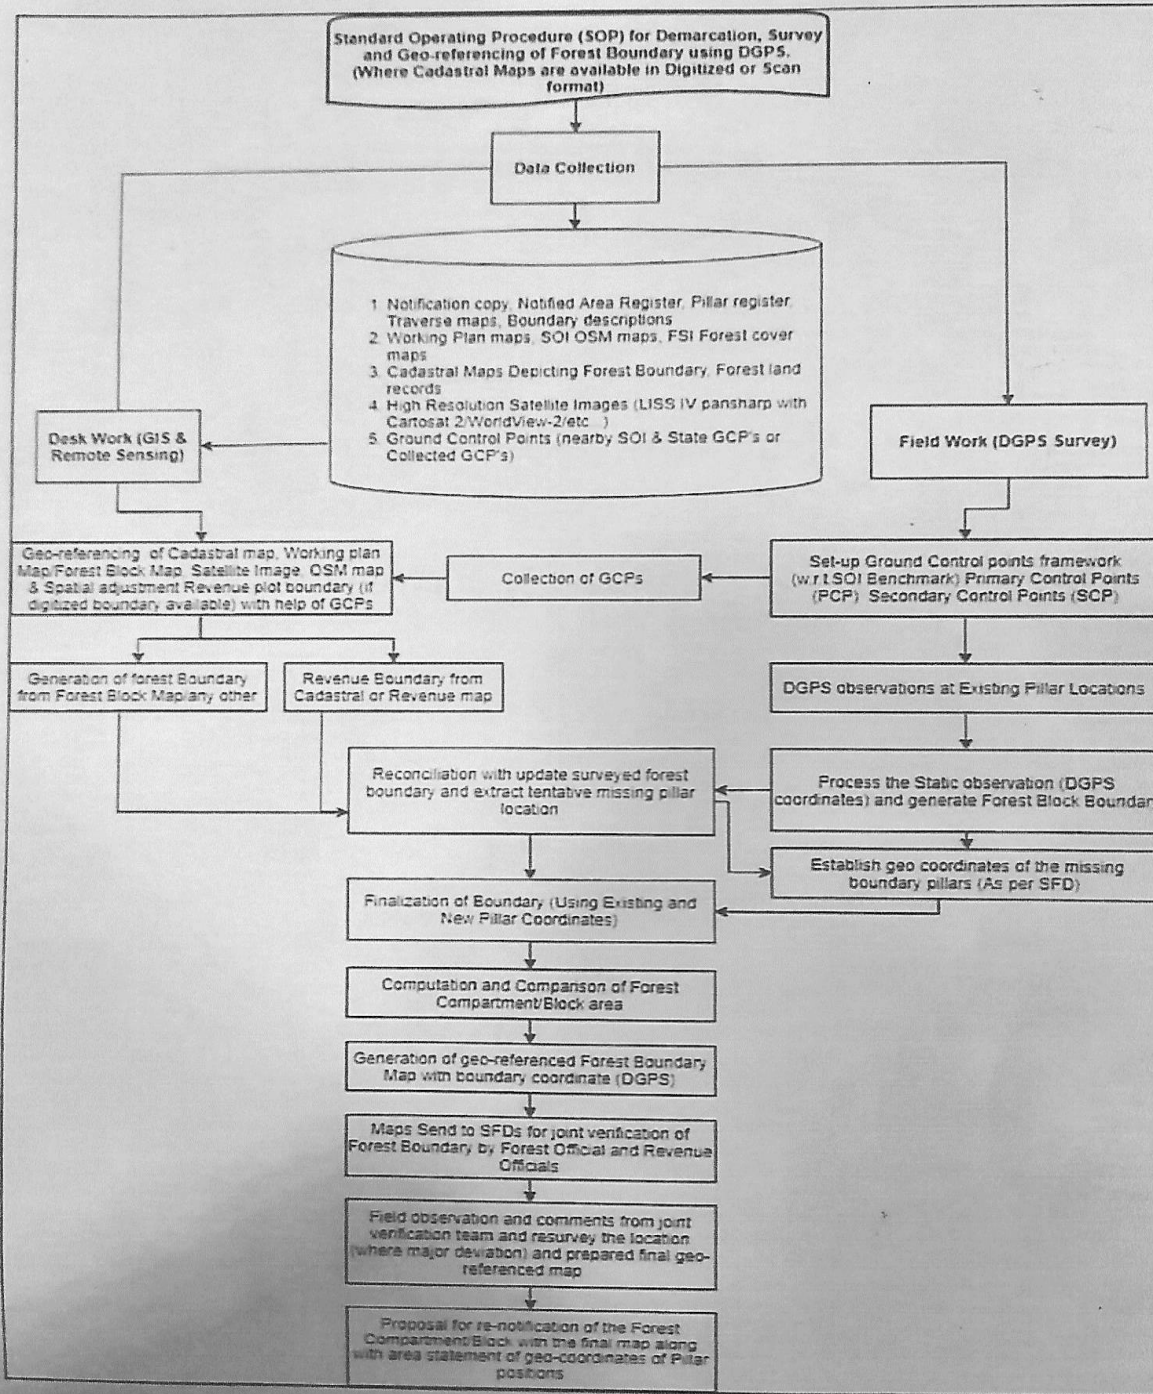 Standard Operating Procedure (SOP) for Demarcation, Survey
and Geo-referencing of Forest Boundary using DGPS.
(Where Cadastral Maps are available in Digitized or Scan
format)
Data Collection
1. Notification copy, Notified Area Register, Pillar register,
Traverse maps, Boundary descriptions
2. Working Plan maps, SOI OSM maps, FSI Forest cover
maps
3. Cadastral Maps Depicting Forest Boundary, Forest land
records
4. High Resolution Satellite Images (LISS IV pansharp with
Cartosat 2/WorldView-2/etc...)
5. Ground Control Points (nearby SOI & State GCP's or
Collected GCP's)
Desk Work (GIS &
Remote Sensing)
Field Work (DGPS Survey)
Geo-referencing of Cadastral map, Working plan
Map/Forest Block Map, Satellite Image, OSM map
& Spatial adjustment Revenue plot boundary (if
digitized boundary available) with help of GCPs
Collection of GCPs
Set-up Ground Control points framework
(w.r.t.SOI Benchmark) Primary Control Points
(PCP) Secondary Control Points (SCP)
Generation of forest Boundary
from Forest Block Map/any other
Revenue Boundary from
Cadastral or Revenue map
DGPS observations at Existing Pillar Locations
Reconciliation with update surveyed forest
boundary and extract tentative missing pillar
location
Process the Static observation (DGPS
coordinates) and generate Forest Block Boundar
Establish geo coordinates of the missing
boundary pillars (As per SFD)
Finalization of Boundary (Using Existing and
New Pillar Coordinates)
Computation and Comparison of Forest
Compartment/Block area
Generation of geo-referenced Forest Boundary
Map with boundary coordinate (DGPS)
Maps Send to SFDs for joint verification of
Forest Boundary by Forest Official and Revenue
Officials
Field observation and comments from joint
verification team and resurvey the location
(where major deviation) and prepared final geo-
referenced map
Proposal for re-notification of the Forest
Compartment/Block with the final map along
with area statement of geo-coordinates of Pillar
positions